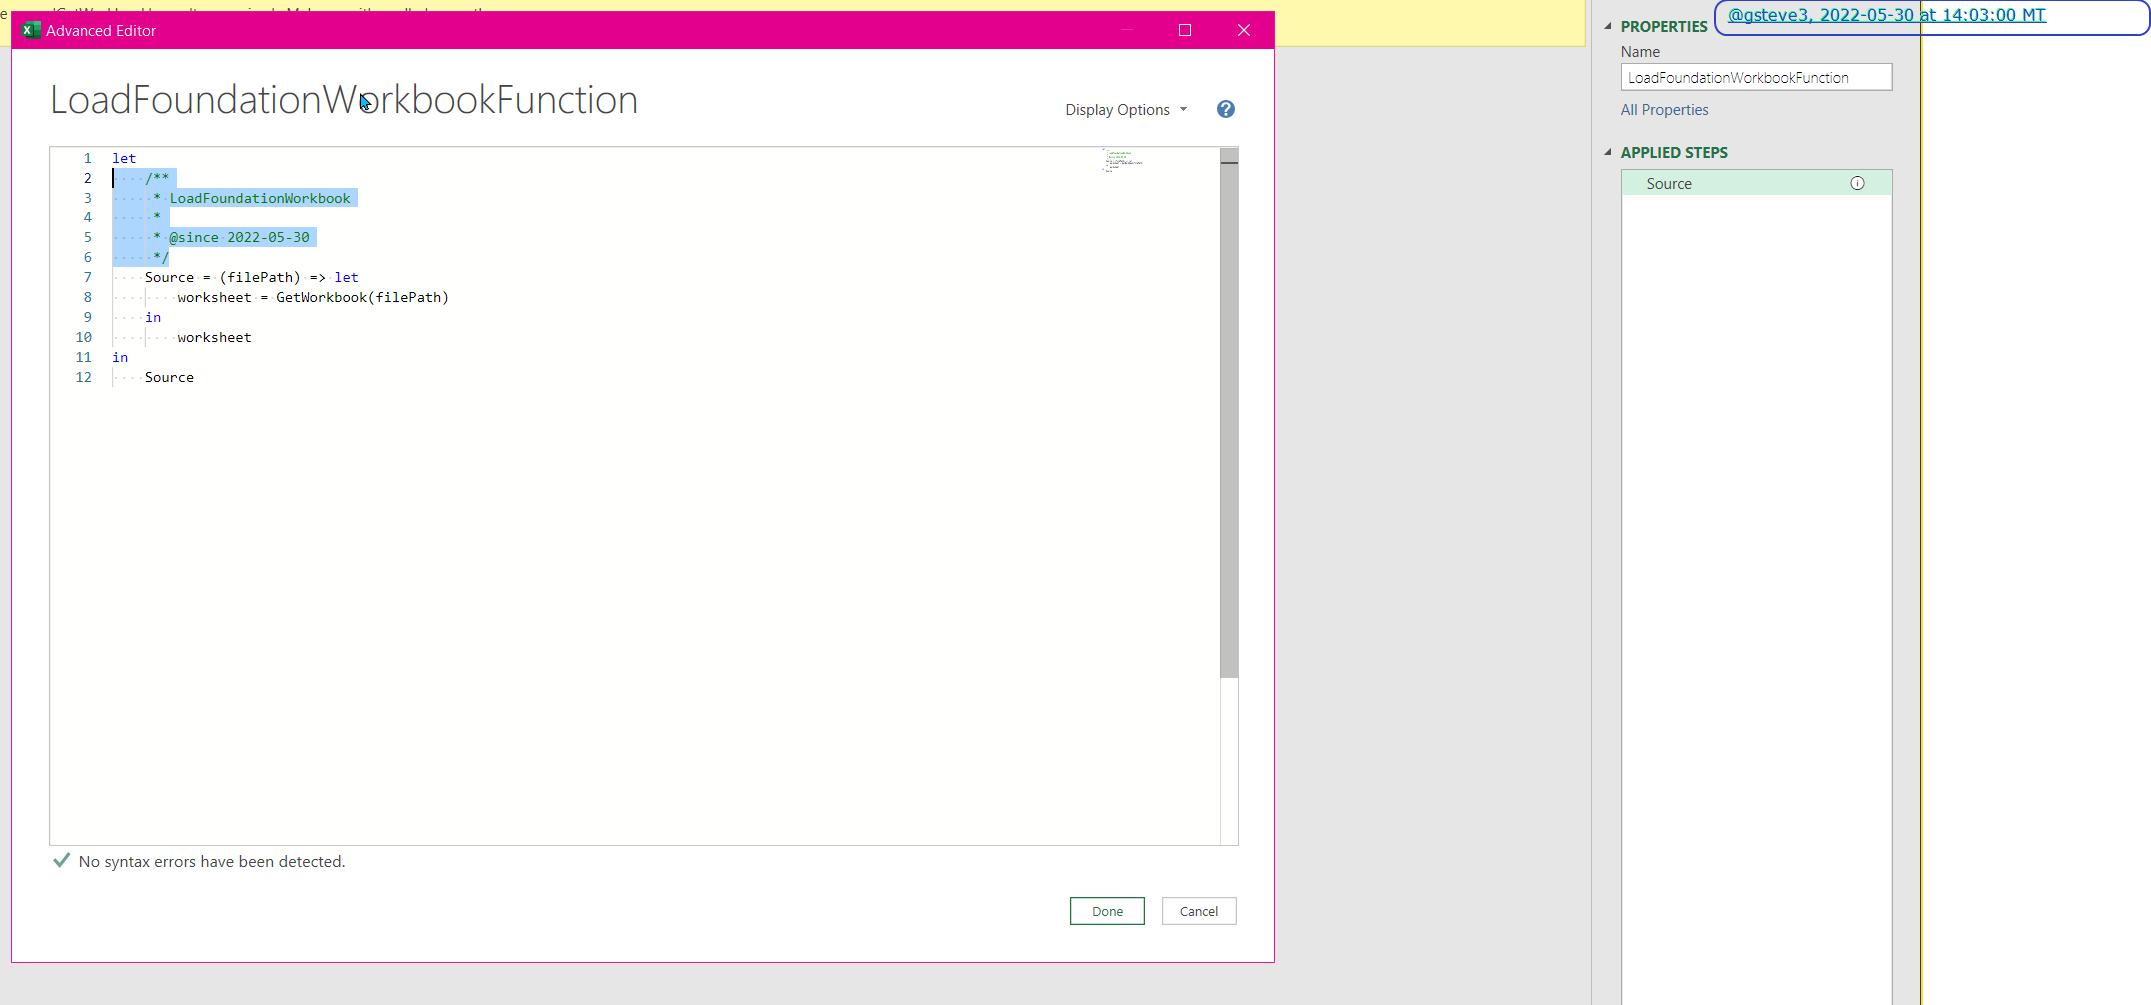 Advanced Editor
LoadFoundationWorkbookFunction
Display Options
?
1 let
2 /**
3 * LoadFoundationWorkbook
4 *
5 * @since 2022-05-30
6 */
7 Source = (filePath) => let
8 worksheet = GetWorkbook(filePath)
9 in
10 worksheet
11 in
12 Source
No syntax errors have been detected.
Done
Cancel
@gsteve3, 2022-05-30 at 14:03:00 MT
PROPERTIES
Name
LoadFoundationWorkbookFunction
All Properties
APPLIED STEPS
Source